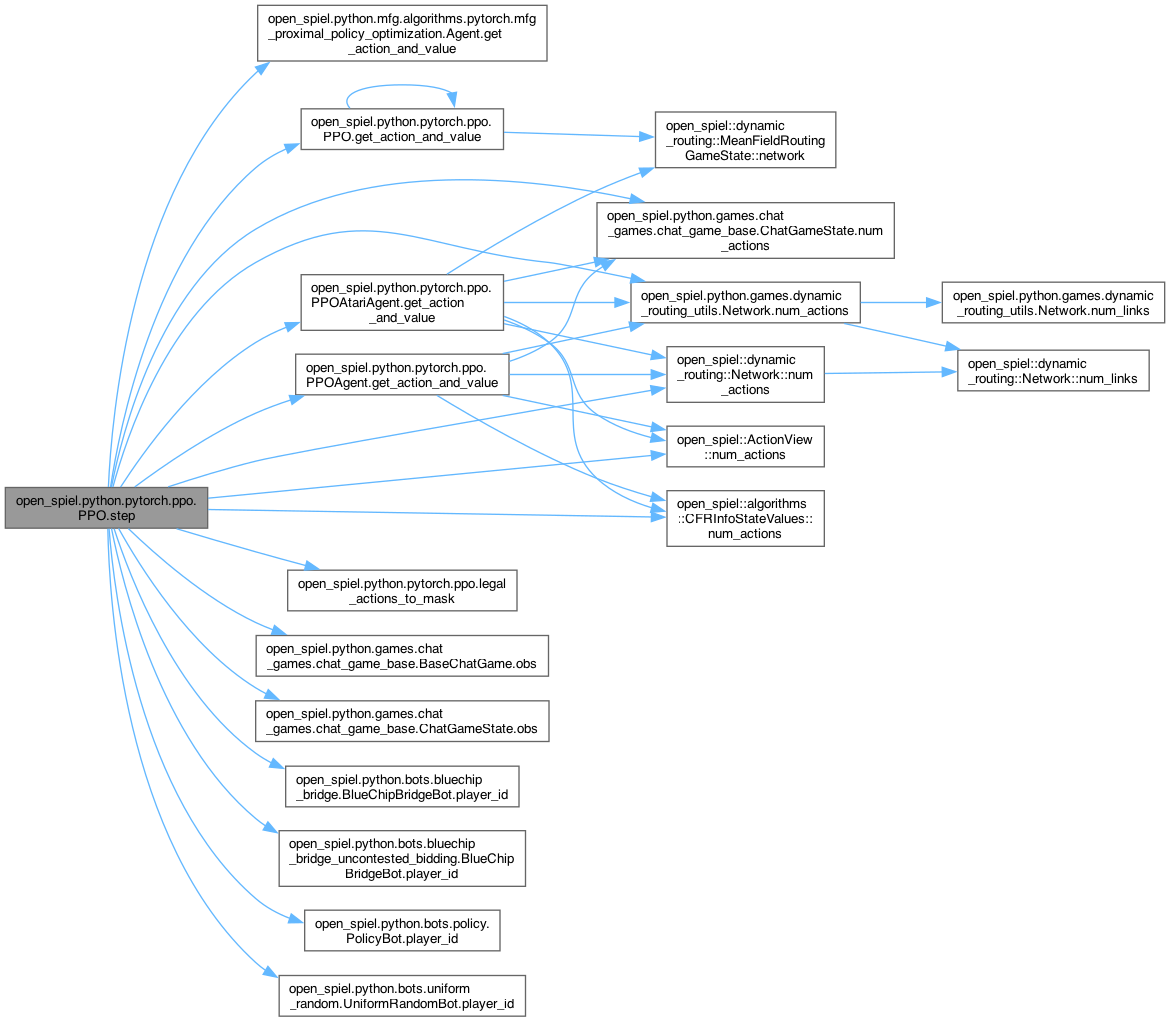 open_spiel.python.mfg.algorithms.pytorch.mfg
_proximal_policy_optimization.Agent.get
_action_and_value
open_spiel.python.pytorch.ppo.
PPO.get_action_and_value
open_spiel::dynamic
_routing::MeanFieldRouting
GameState::network
open_spiel.python.games.chat
_games.chat_game_base.ChatGameState.num
_actions
open_spiel.python.pytorch.ppo.
PPOAtariAgent.get_action
_and_value
open_spiel.python.games.dynamic
_routing_utils.Network.num_actions
open_spiel.python.games.dynamic
_routing_utils.Network.num_links
open_spiel.python.pytorch.ppo.
PPOAgent.get_action_and_value
open_spiel::dynamic
_routing::Network::num
_actions
open_spiel::dynamic
_routing::Network::num_links
open_spiel::ActionView
::num_actions
open_spiel.python.pytorch.ppo.
PPO.step
open_spiel::algorithms
::CFRInfoStateValues::
num_actions
open_spiel.python.pytorch.ppo.legal
_actions_to_mask
open_spiel.python.games.chat
_games.chat_game_base.BaseChatGame.obs
open_spiel.python.games.chat
_games.chat_game_base.ChatGameState.obs
open_spiel.python.bots.bluechip
_bridge.BlueChipBridgeBot.player_id
open_spiel.python.bots.bluechip
_bridge_uncontested_bidding.BlueChip
BridgeBot.player_id
open_spiel.python.bots.policy.
PolicyBot.player_id
open_spiel.python.bots.uniform
_random.UniformRandomBot.player_id